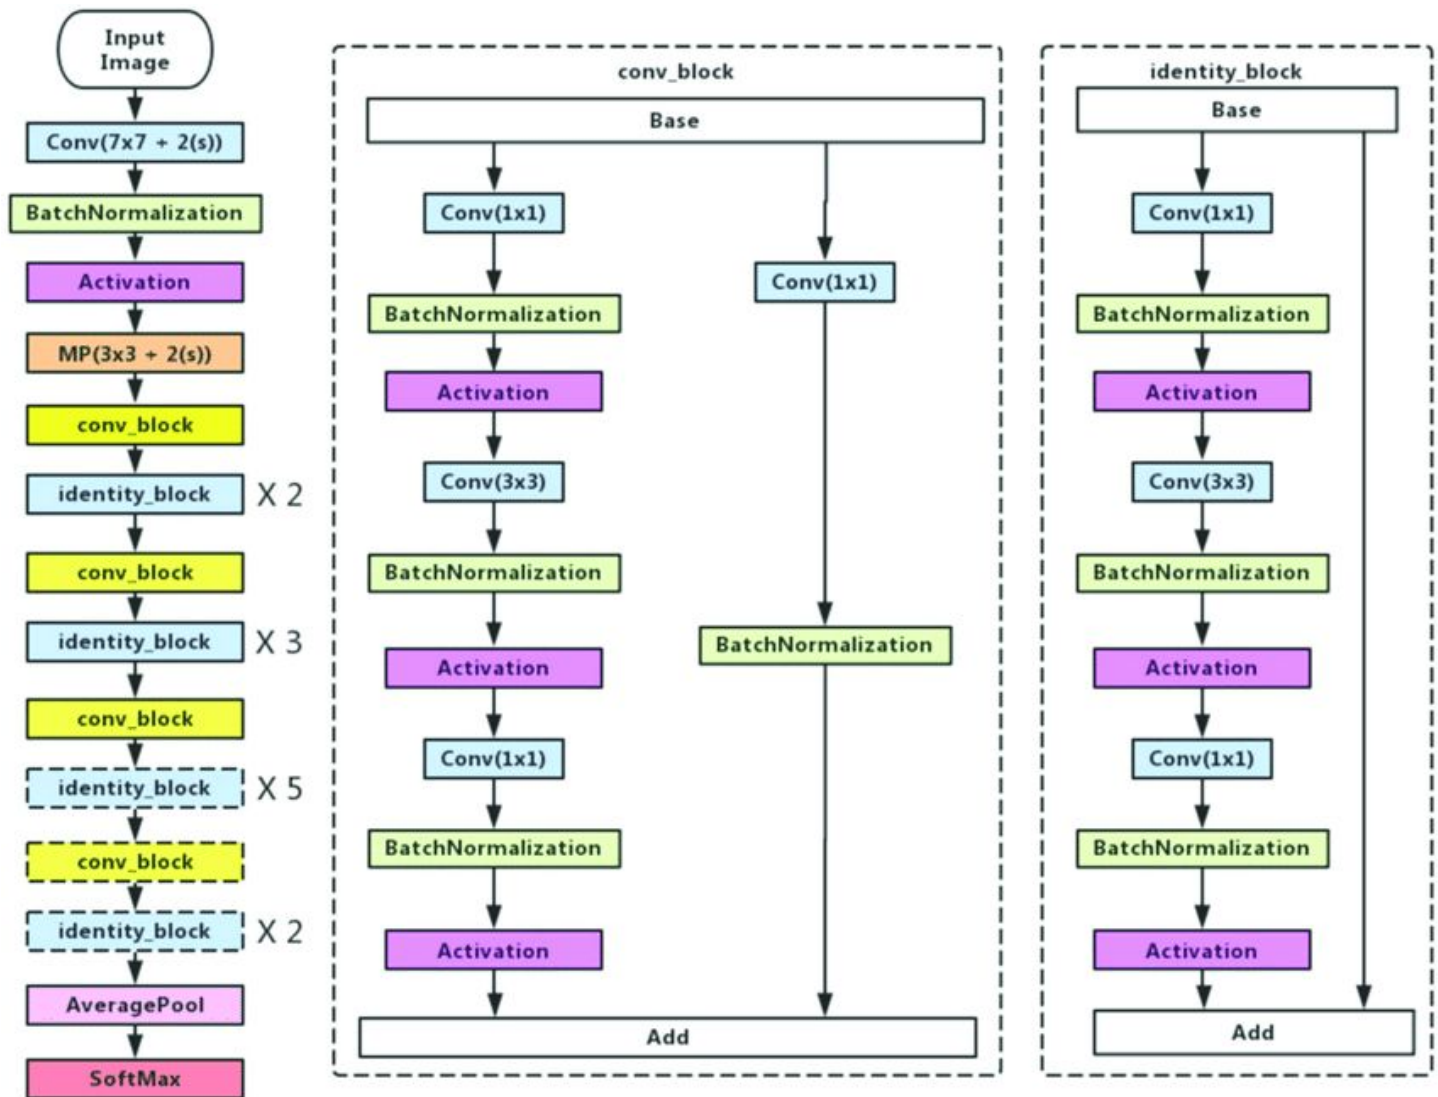 Input
Image
Conv(7x7 + 2(s))
BatchNormalization
Activation
MP(3x3 + 2(s))
conv_block
identity_block
X 2
conv_block
identity_block
X 3
conv_block
identity_block
X 5
conv_block
identity_block
X 2
AveragePool
SoftMax
conv_block
Base
Conv(1x1)
BatchNormalization
Activation
Conv(3x3)
BatchNormalization
Activation
Conv(1x1)
BatchNormalization
Activation
Conv(1x1)
BatchNormalization
Add
identity_block
Base
Conv(1x1)
BatchNormalization
Activation
Conv(3x3)
BatchNormalization
Activation
Conv(1x1)
BatchNormalization
Activation
Add